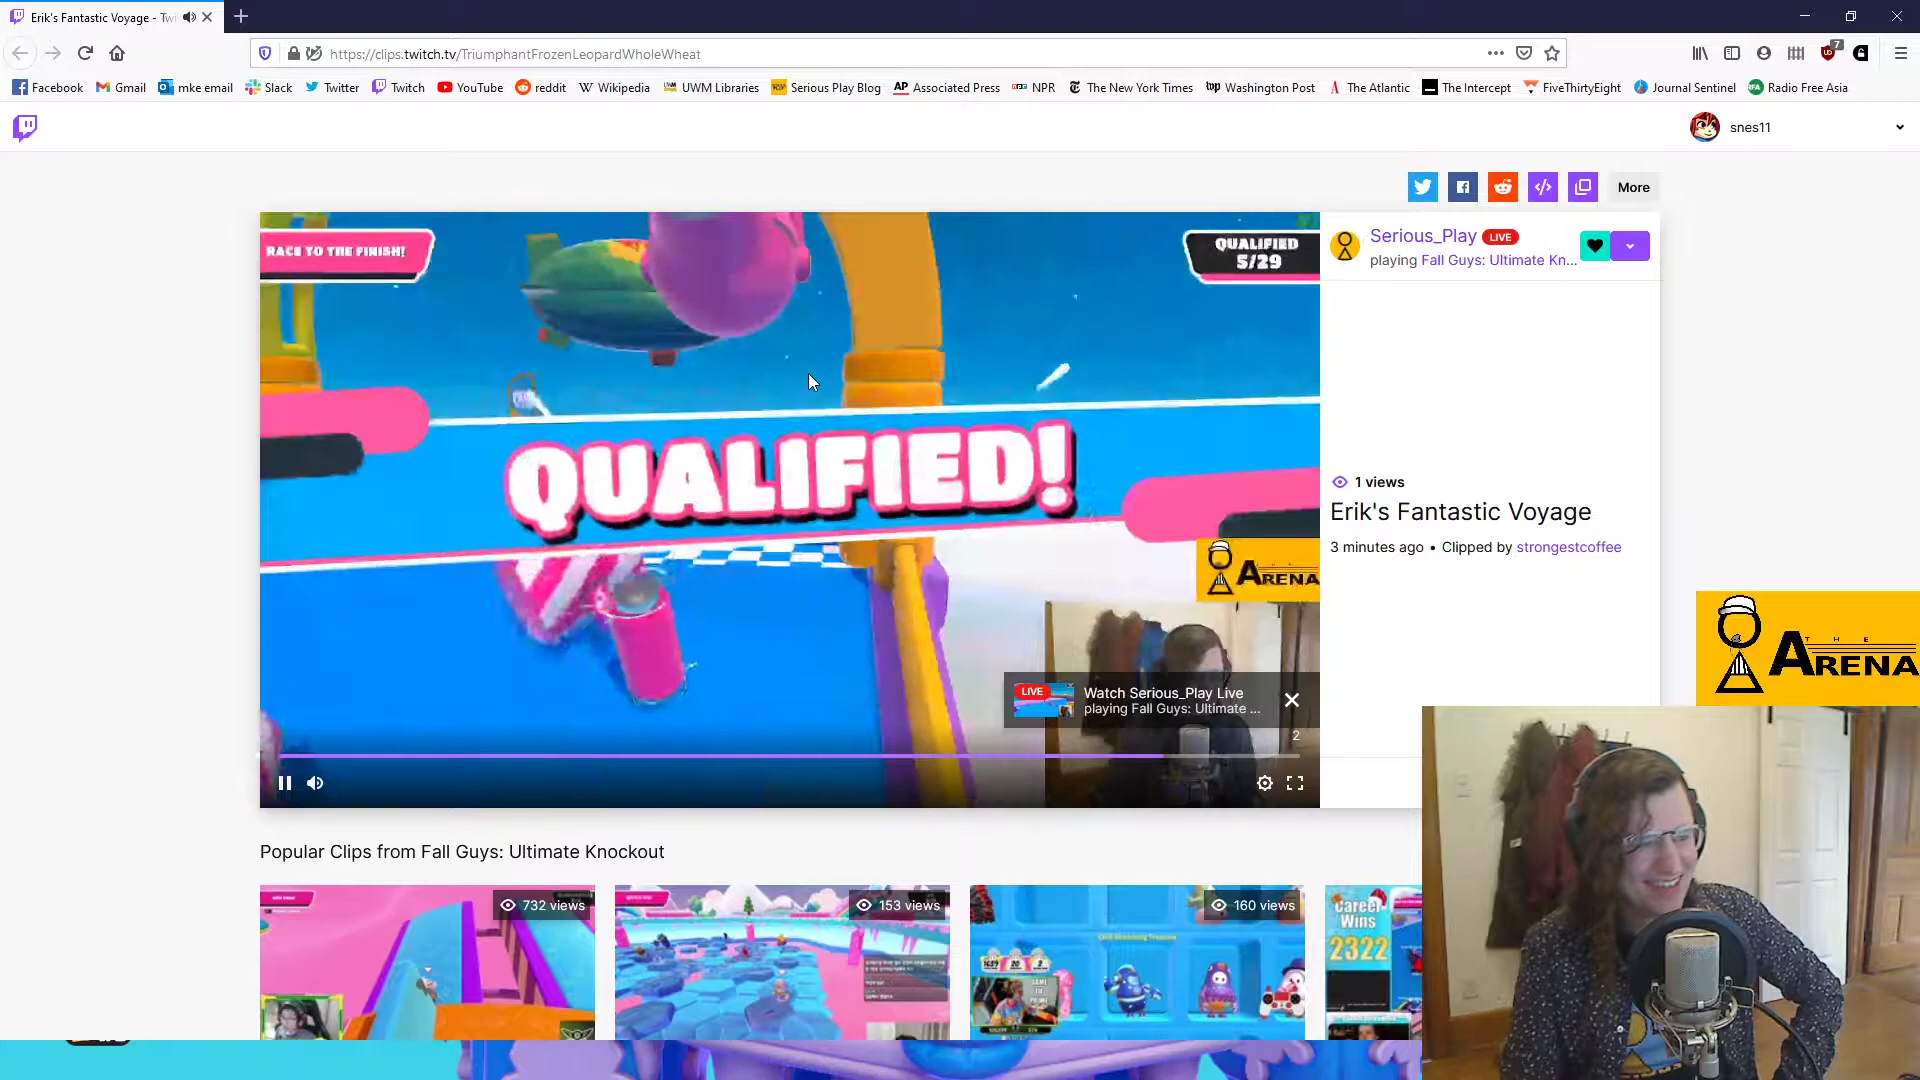 Erik's Fantastic Voyage - Twi
https://clips.twitch.tv/TriumphantFrozenLeopardWholeWheat
7
Facebook
Gmail
mke email
Slack
Twitter
Twitch
YouTube
reddit
Wikipedia
UWM Libraries
Serious Play Blog
AP Associated Press
NPR
The New York Times
wp Washington Post
The Atlantic
The Intercept
FiveThirtyEight
Journal Sentinel
RFA Radio Free Asia
snes11
More
RACE TO THE FINISH!
QUALIFIED
5/29
Serious_Play LIVE
playing Fall Guys: Ultimate Kn...
QUALIFIED!
1 views
Erik's Fantastic Voyage
3 minutes ago • Clipped by strongestcoffee
ARENA
THE
ARENA
LIVE
Watch Serious_Play Live
playing Fall Guys: Ultimate ...
2
Popular Clips from Fall Guys: Ultimate Knockout
732 views
153 views
160 views
Career
Wins
2322